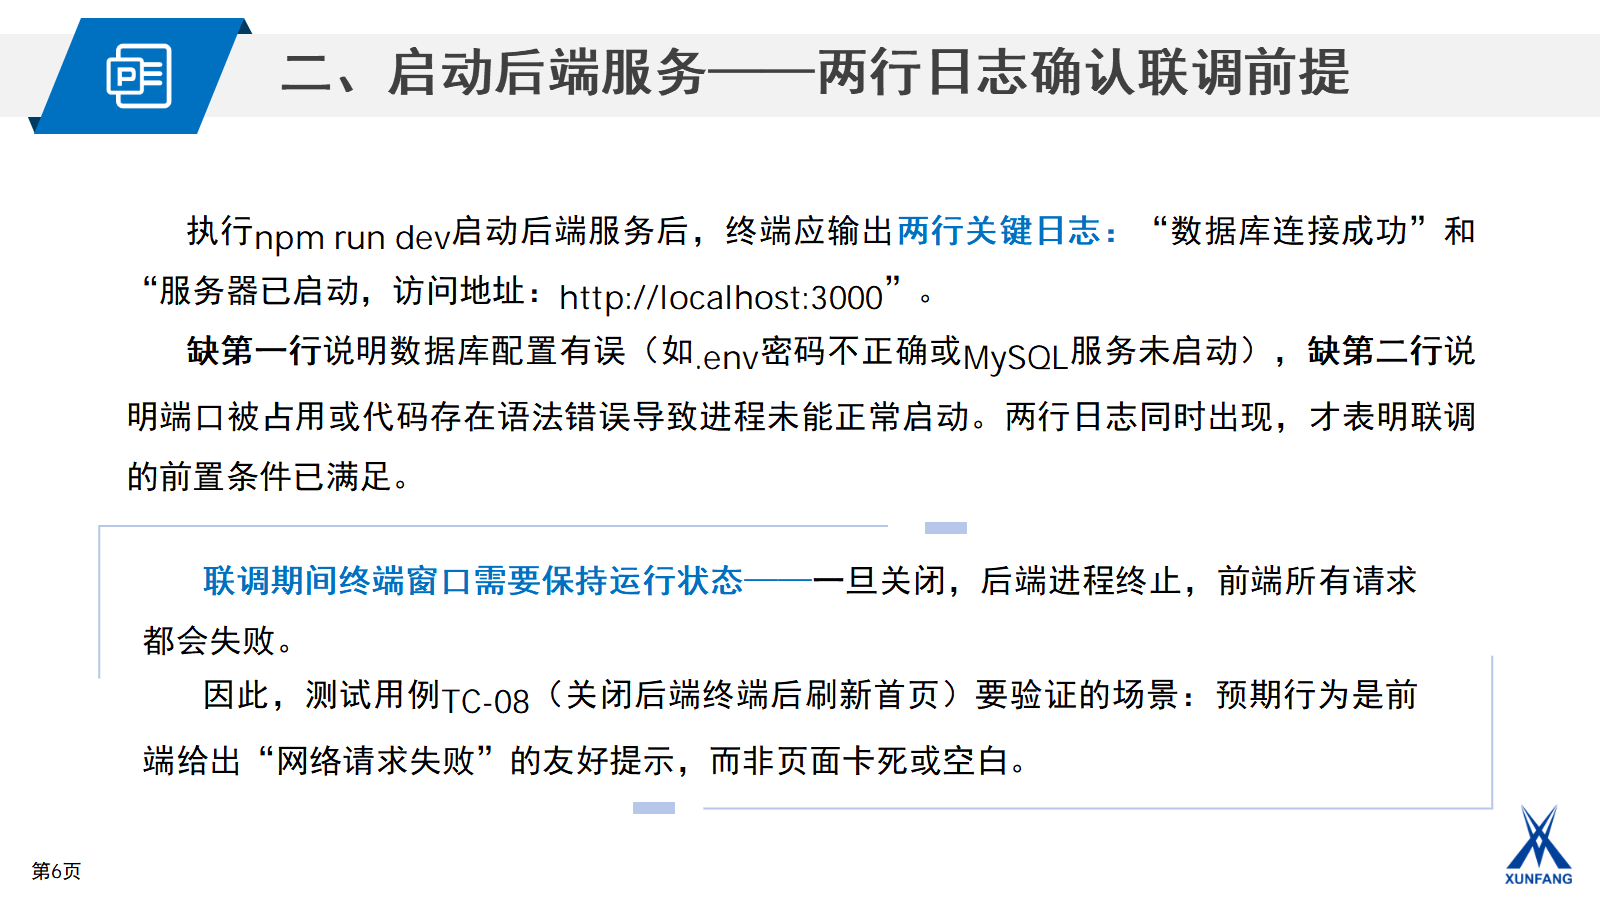 二、启动后端服务——两行日志确认联调前提
执行npm run dev启动后端服务后，终端应输出两行关键日志：“数据库连接成功”和
“服务器已启动，访问地址：http://localhost:3000”。
缺第一行说明数据库配置有误（如.env密码不正确或MySQL服务未启动），缺第二行说
明端口被占用或代码存在语法错误导致进程未能正常启动。两行日志同时出现，才表明联调
的前置条件已满足。
联调期间终端窗口需要保持运行状态——一旦关闭，后端进程终止，前端所有请求
都会失败。
因此，测试用例TC-08（关闭后端终端后刷新首页）要验证的场景：预期行为是前
端给出“网络请求失败”的友好提示，而非页面卡死或空白。
第6页
XUNFANG